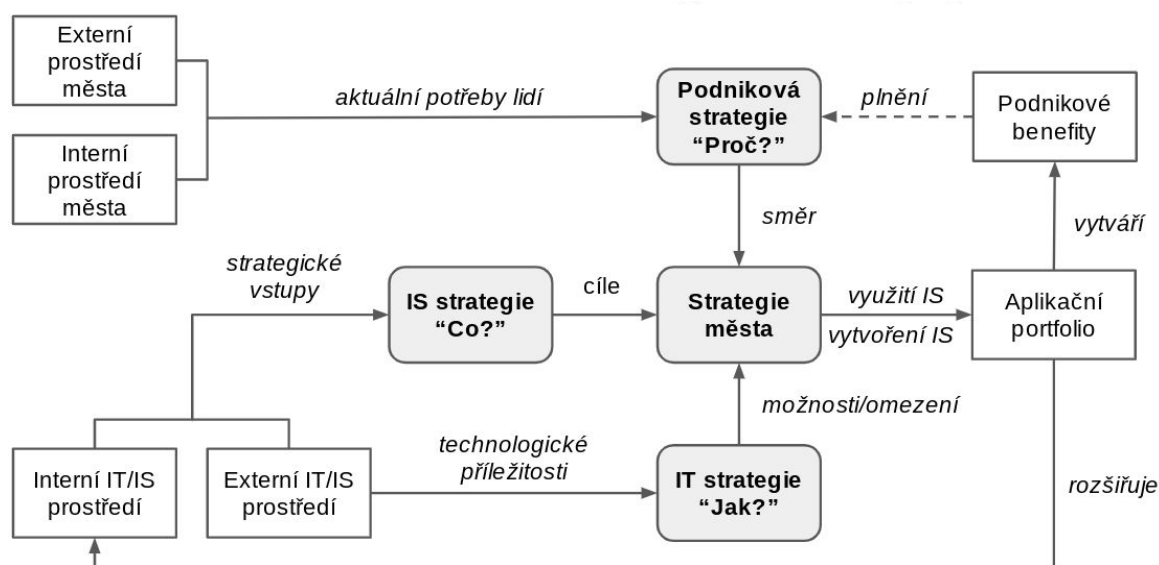 Externí
prostředí
města
Interní
prostředí
města
aktuální potřeby lidí
Podniková
strategie
“Proč?”
plnění
Podnikové
benefity
směr
vytváří
strategické
vstupy
IS strategie
“Co?”
cíle
Strategie
města
využití IS
vytvoření IS
Aplikační
portfolio
možnosti/omezení
Interní IT/IS
prostředí
Externí IT/IS
prostředí
technologické
příležitosti
IT strategie
“Jak?”
rozšiřuje